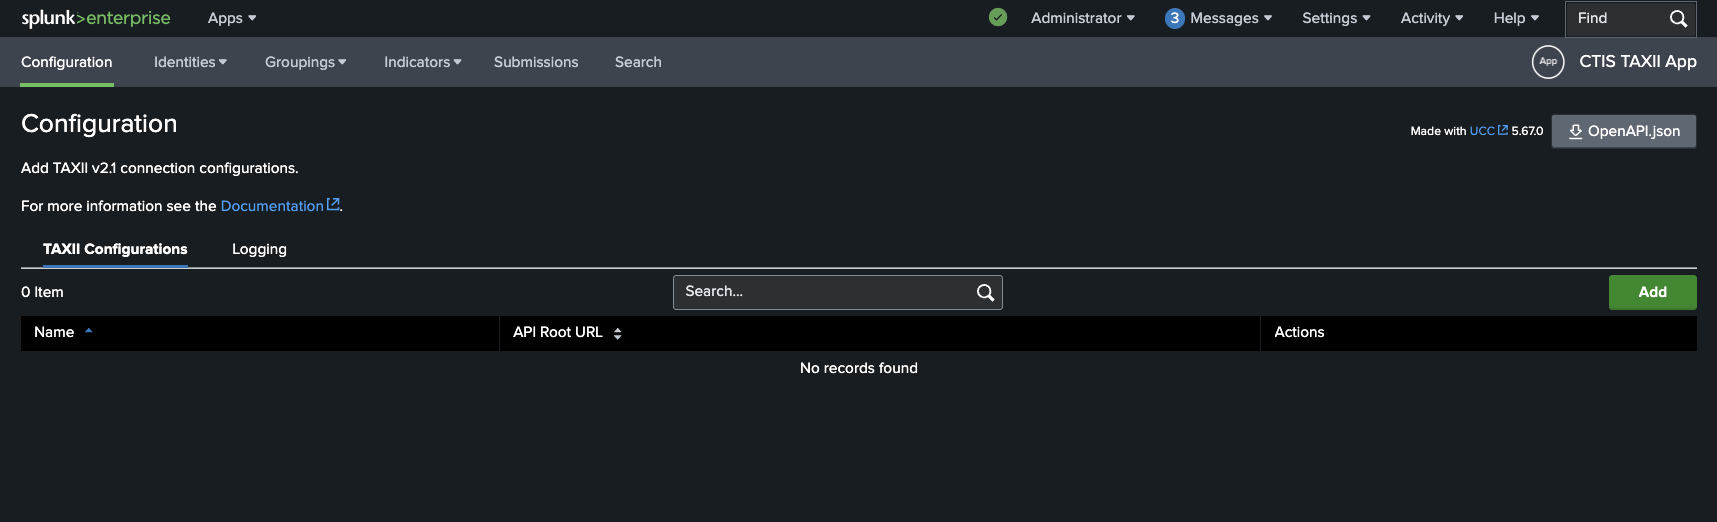 splunk>enterprise Apps Administrator 3 Messages Settings Activity Help Find
Configuration Identities Groupings Indicators Submissions Search App CTIS TAXII App
Configuration
Made with UCC 5.67.0 OpenAPI.json
Add TAXII v2.1 connection configurations.
For more information see the Documentation.
TAXII Configurations Logging
0 Item Search... Add
Name API Root URL Actions
No records found